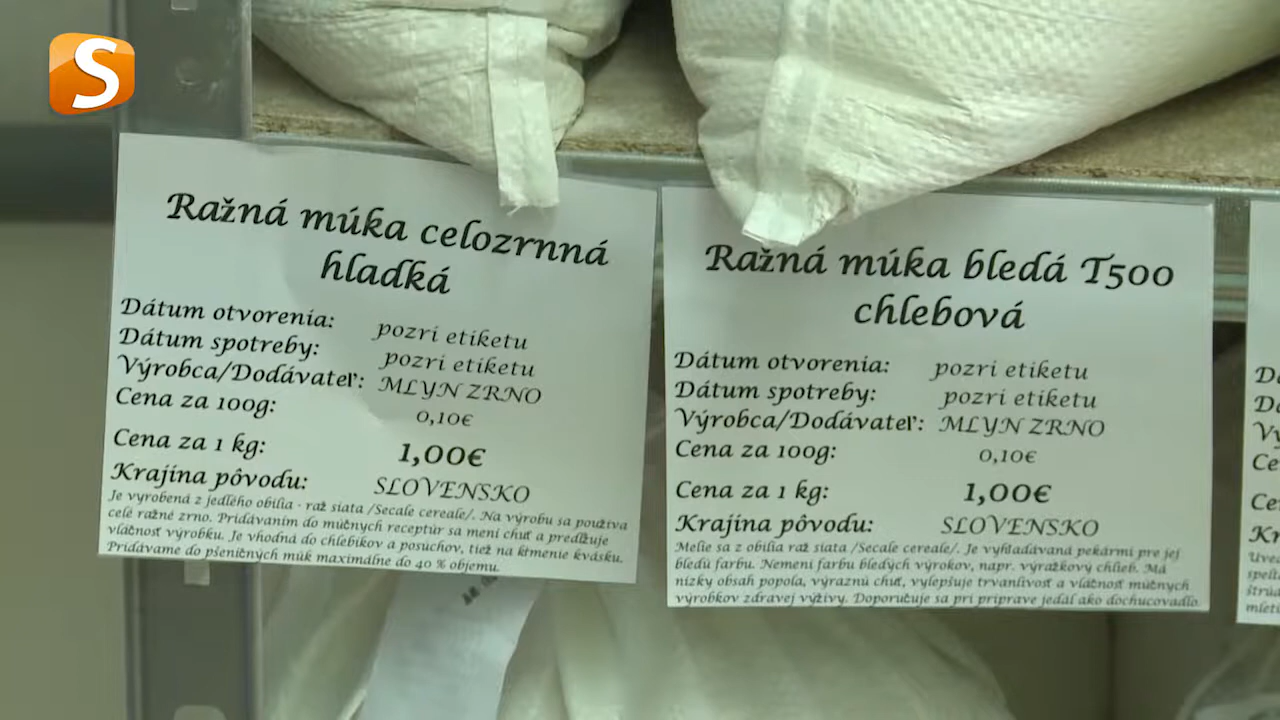 S
Ražná múka celozrnná
hladká
Dátum otvorenia: pozri etiketu
Dátum spotreby: pozri etiketu
Výrobca/Dodávateľ: MLYN ZRNO
Cena za 100g: 0,10€
Cena za 1 kg: 1,00€
Krajina pôvodu: SLOVENSKO
Je vyrobená z jedlého obilia - raž siata /Secale cereale/. Na výrobu sa používa
celé ražné zrno. Pridávaním do múčnych receptúr sa mení chuť a predlžuje
vláčnosť výrobku. Je vhodná do chlebíkov a posúchov, tiež na kŕmenie kvásku.
Pridávame do pšeničných múk maximálne do 40 % objemu.
Ražná múka bledá T500
chlebová
Dátum otvorenia: pozri etiketu
Dátum spotreby: pozri etiketu
Výrobca/Dodávateľ: MLYN ZRNO
Cena za 100g: 0,10€
Cena za 1 kg: 1,00€
Krajina pôvodu: SLOVENSKO
Melie sa z obilia raž siata /Secale cereale/. Je vyhľadávaná pekármi pre jej
bledú farbu. Nemení farbu bledých výrokov, napr. výražkový chlieb. Má
nízky obsah popola, výraznú chuť, vylepšuje trvanlivosť a vláčnosť múčnych
výrobkov zdravej výživy. Doporučuje sa pri príprave jedál ako dochucovadlo.